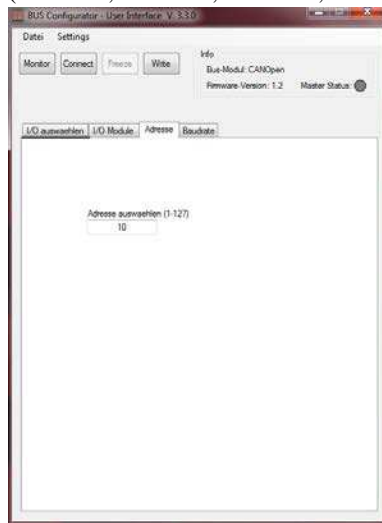 BUS Configurator - User Interface V. 3.3.0
Datei Settings
Monitor Connect Freeze Write
Info
Bus-Modul: CANOpen
Firmware-Version: 1.2 Master Status:
I/O auswaehlen I/O Module Adresse Baudrate
Adresse auswaehlen (1-127)
10